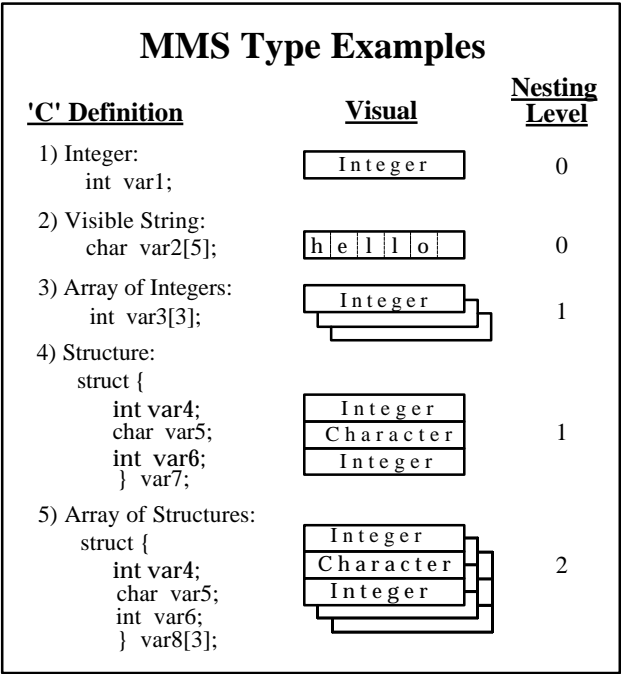 MMS Type Examples
'C' Definition Visual Nesting Level
1) Integer:
int var1;
Integer
0
2) Visible String:
char var2[5];
hello
0
3) Array of Integers:
int var3[3];
Integer
1
4) Structure:
struct {
int var4;
char var5;
int var6;
} var7;
Integer
Character
Integer
1
5) Array of Structures:
struct {
int var4;
char var5;
int var6;
} var8[3];
Integer
Character
Integer
2